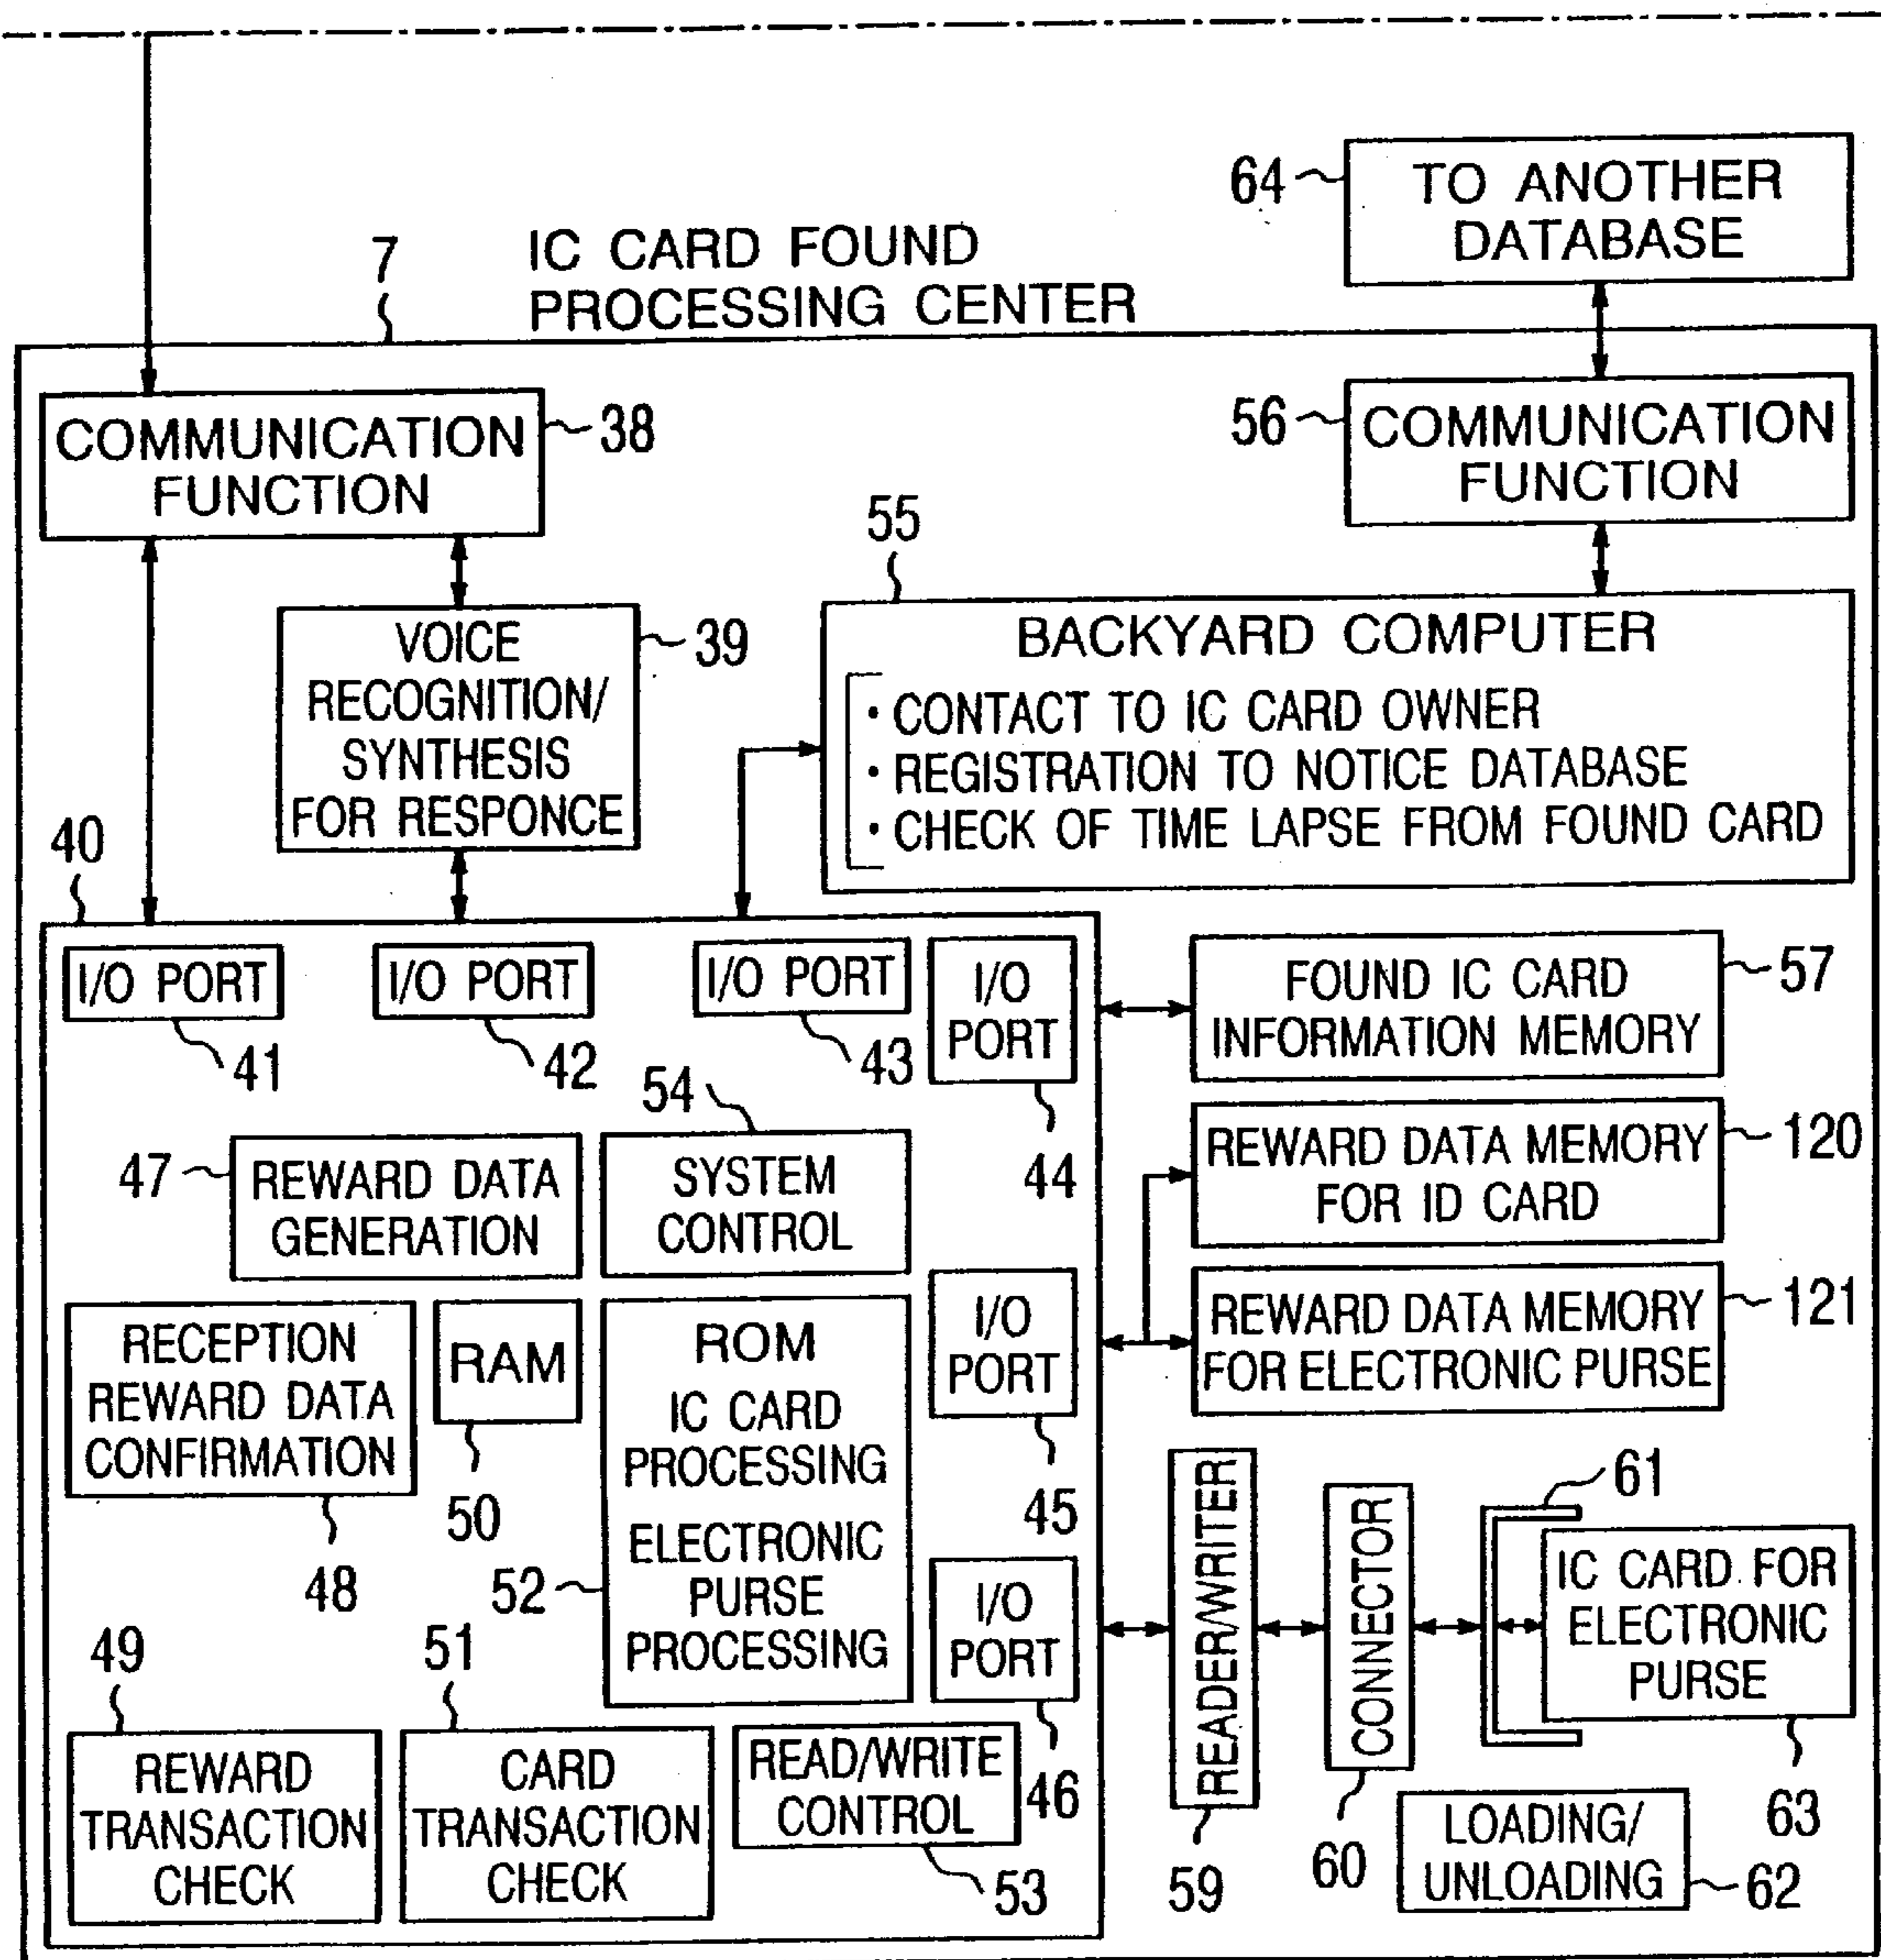 64
TO ANOTHER
DATABASE
7
IC CARD FOUND
PROCESSING CENTER
COMMUNICATION
FUNCTION
38
56
COMMUNICATION
FUNCTION
55
VOICE
RECOGNITION/
SYNTHESIS
FOR RESPONCE
39
BACKYARD COMPUTER
• CONTACT TO IC CARD OWNER
• REGISTRATION TO NOTICE DATABASE
• CHECK OF TIME LAPSE FROM FOUND CARD
40
I/O PORT
41
I/O PORT
42
I/O PORT
43
I/O
PORT
44
FOUND IC CARD
INFORMATION MEMORY
57
47
REWARD DATA
GENERATION
54
SYSTEM
CONTROL
REWARD DATA MEMORY
FOR ID CARD
120
RECEPTION
REWARD DATA
CONFIRMATION
48
RAM
50
ROM
IC CARD
PROCESSING
ELECTRONIC
PURSE
PROCESSING
52
I/O
PORT
45
REWARD DATA MEMORY
FOR ELECTRONIC PURSE
121
I/O
PORT
46
READER/WRITER
59
CONNECTOR
60
61
IC CARD FOR
ELECTRONIC
PURSE
63
49
REWARD
TRANSACTION
CHECK
51
CARD
TRANSACTION
CHECK
READ/WRITE
CONTROL
53
LOADING/
UNLOADING
62